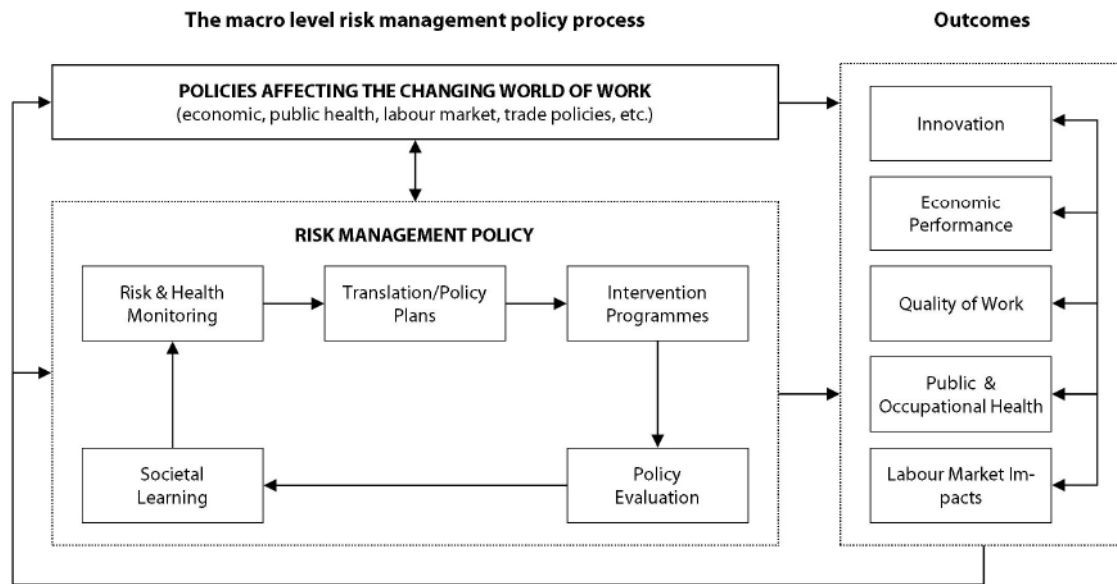 The macro level risk management policy process
Outcomes
POLICIES AFFECTING THE CHANGING WORLD OF WORK
(economic, public health, labour market, trade policies, etc.)
RISK MANAGEMENT POLICY
Risk & Health
Monitoring
Translation/Policy
Plans
Intervention
Programmes
Societal
Learning
Policy
Evaluation
Innovation
Economic
Performance
Quality of Work
Public &
Occupational Health
Labour Market Im-
pacts